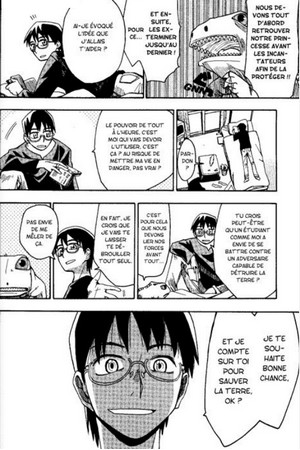 NOUS
DEVONS
TOUT
D'ABORD
RETROUVER
NOTRE PRIN-
CESSE AVANT
LES INCAN-
TATEURS
AFIN DE LA
PROTÉGER !!
ET EN-
SUITE,
LES EX-
TERMINER
JUSQU'AU
DERNIER !
POUR
CE...
AI-JE ÉVOQUÉ
L'IDÉE QUE
J'ALLAIS
T'AIDER ?
PAR-
DON ?
LE POUVOIR DE TOUT
À L'HEURE, C'EST
MOI QUI VAIS DEVOIR
L'UTILISER, C'EST
ÇA ? AU RISQUE DE
METTRE MA VIE EN
DANGER, PAS VRAI ?
TU CROIS
PEUT-ÊTRE
QU'UN ÉTUDIANT
COMME MOI A
ENVIE DE SE
BATTRE CONTRE
UN ADVERSAIRE
CAPABLE DE
DÉTRUIRE LA
TERRE ?
C'EST
POUR CELA
QUE NOUS
DEVONS
LIER NOS
FORCES
AVANT
TOUT...
EN FAIT, JE
CROIS QUE
JE VAIS TE
LAISSER
TE DÉ-
BROUILLER
TOUT SEUL.
PAS ENVIE
DE ME
MÊLER DE
ÇA.
JE TE
SOU-
HAITE
BONNE
CHANCE,
ET JE
COMPTE
SUR TOI
POUR
SAUVER
LA TERRE,
OK ?